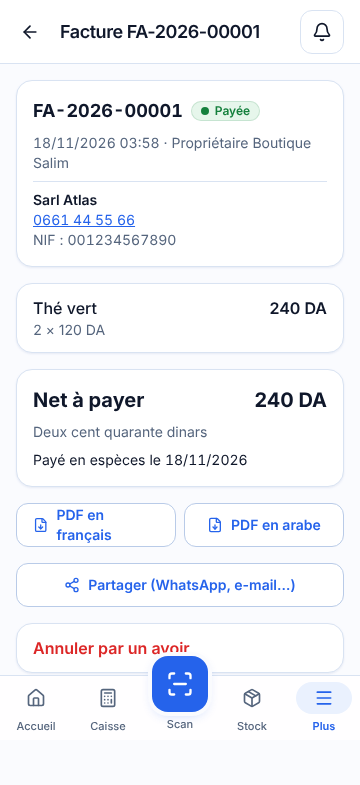 Facture FA-2026-00001
FA-2026-00001 Payée
18/11/2026 03:58 · Propriétaire Boutique
Salim
Sarl Atlas
0661 44 55 66
NIF : 001234567890
Thé vert 240 DA
2 × 120 DA
Net à payer 240 DA
Deux cent quarante dinars
Payé en espèces le 18/11/2026
PDF en
français
PDF en arabe
Partager (WhatsApp, e-mail...)
Annuler par un avoir
Accueil Caisse Scan Stock Plus